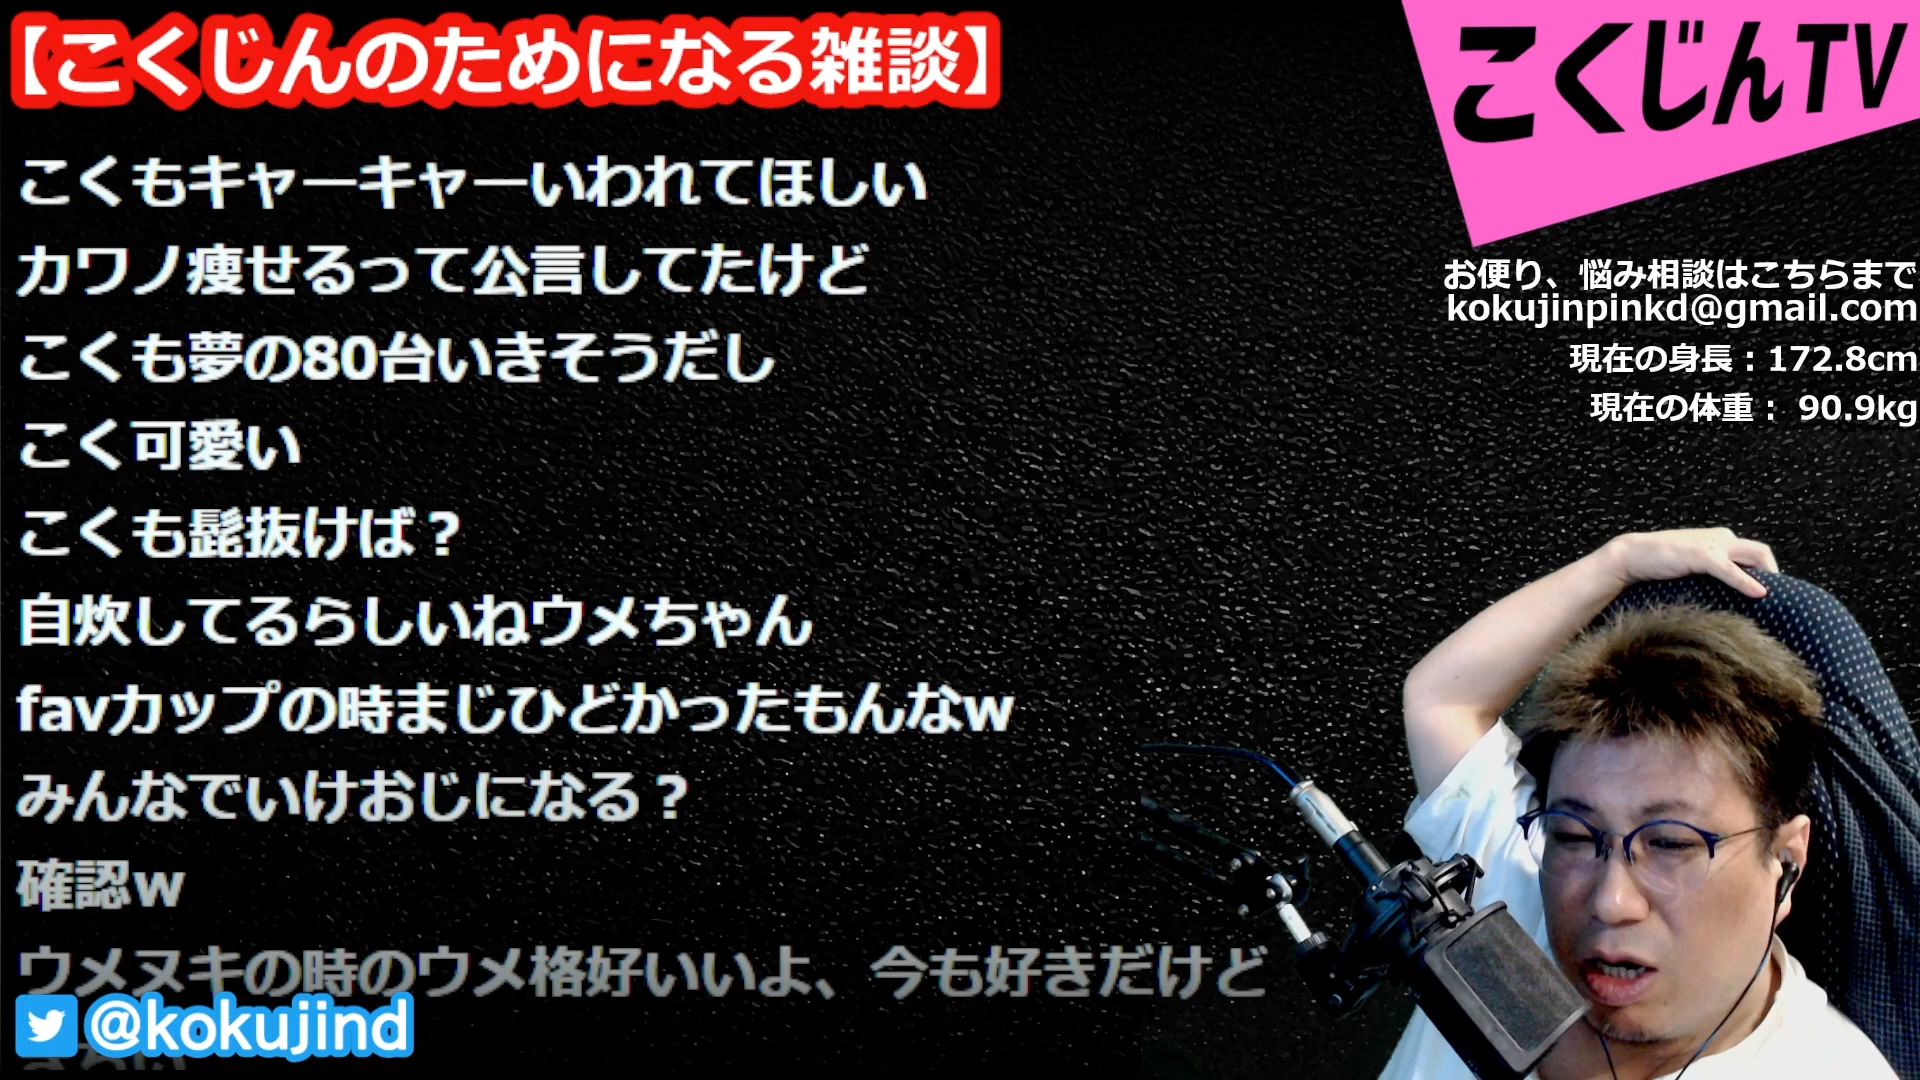 【こくじんのためになる雑談】
こくじんTV
お便り、悩み相談はこちらまで
kokujinpinkd@gmail.com
現在の身長：172.8cm
現在の体重： 90.9kg
こくもキャーキャーいわれてほしい
カワノ痩せるって公言してたけど
こくも夢の80台いきそうだし
こく可愛い
こくも髭抜けば？
自炊してるらしいねウメちゃん
favカップの時まじひどかったもんなw
みんなでいけおじになる？
確認w
ウメヌキの時のウメ格好いいよ、今も好きだけど
@kokujind